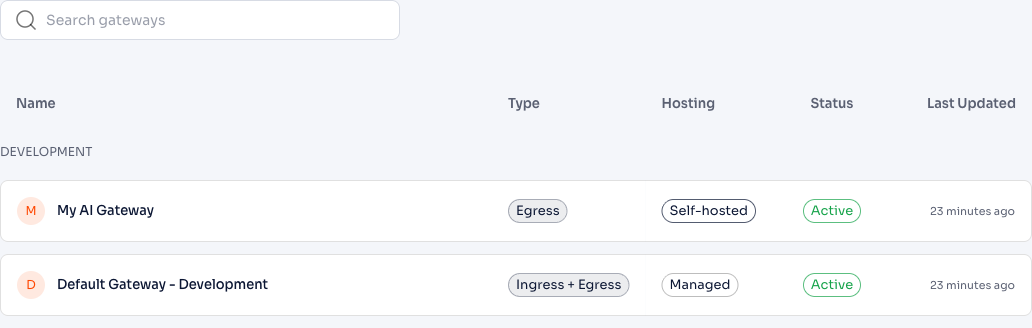 Search gateways
Name Type Hosting Status Last Updated
DEVELOPMENT
M My AI Gateway Egress Self-hosted Active 23 minutes ago
D Default Gateway - Development Ingress + Egress Managed Active 23 minutes ago